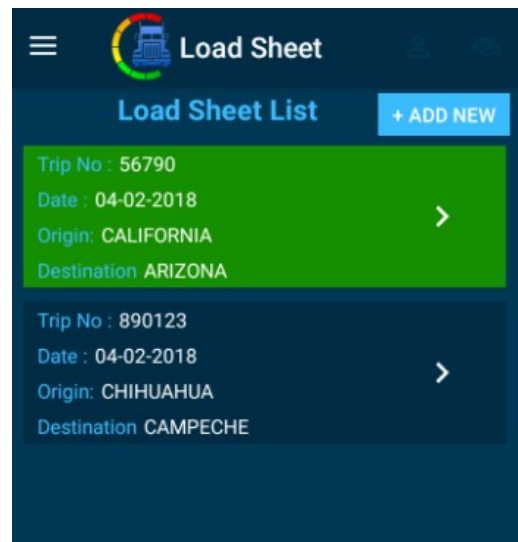 Load Sheet
Load Sheet List
+ ADD NEW
Trip No : 56790
Date : 04-02-2018
Origin: CALIFORNIA
Destination ARIZONA
Trip No : 890123
Date : 04-02-2018
Origin: CHIHUAHUA
Destination CAMPECHE